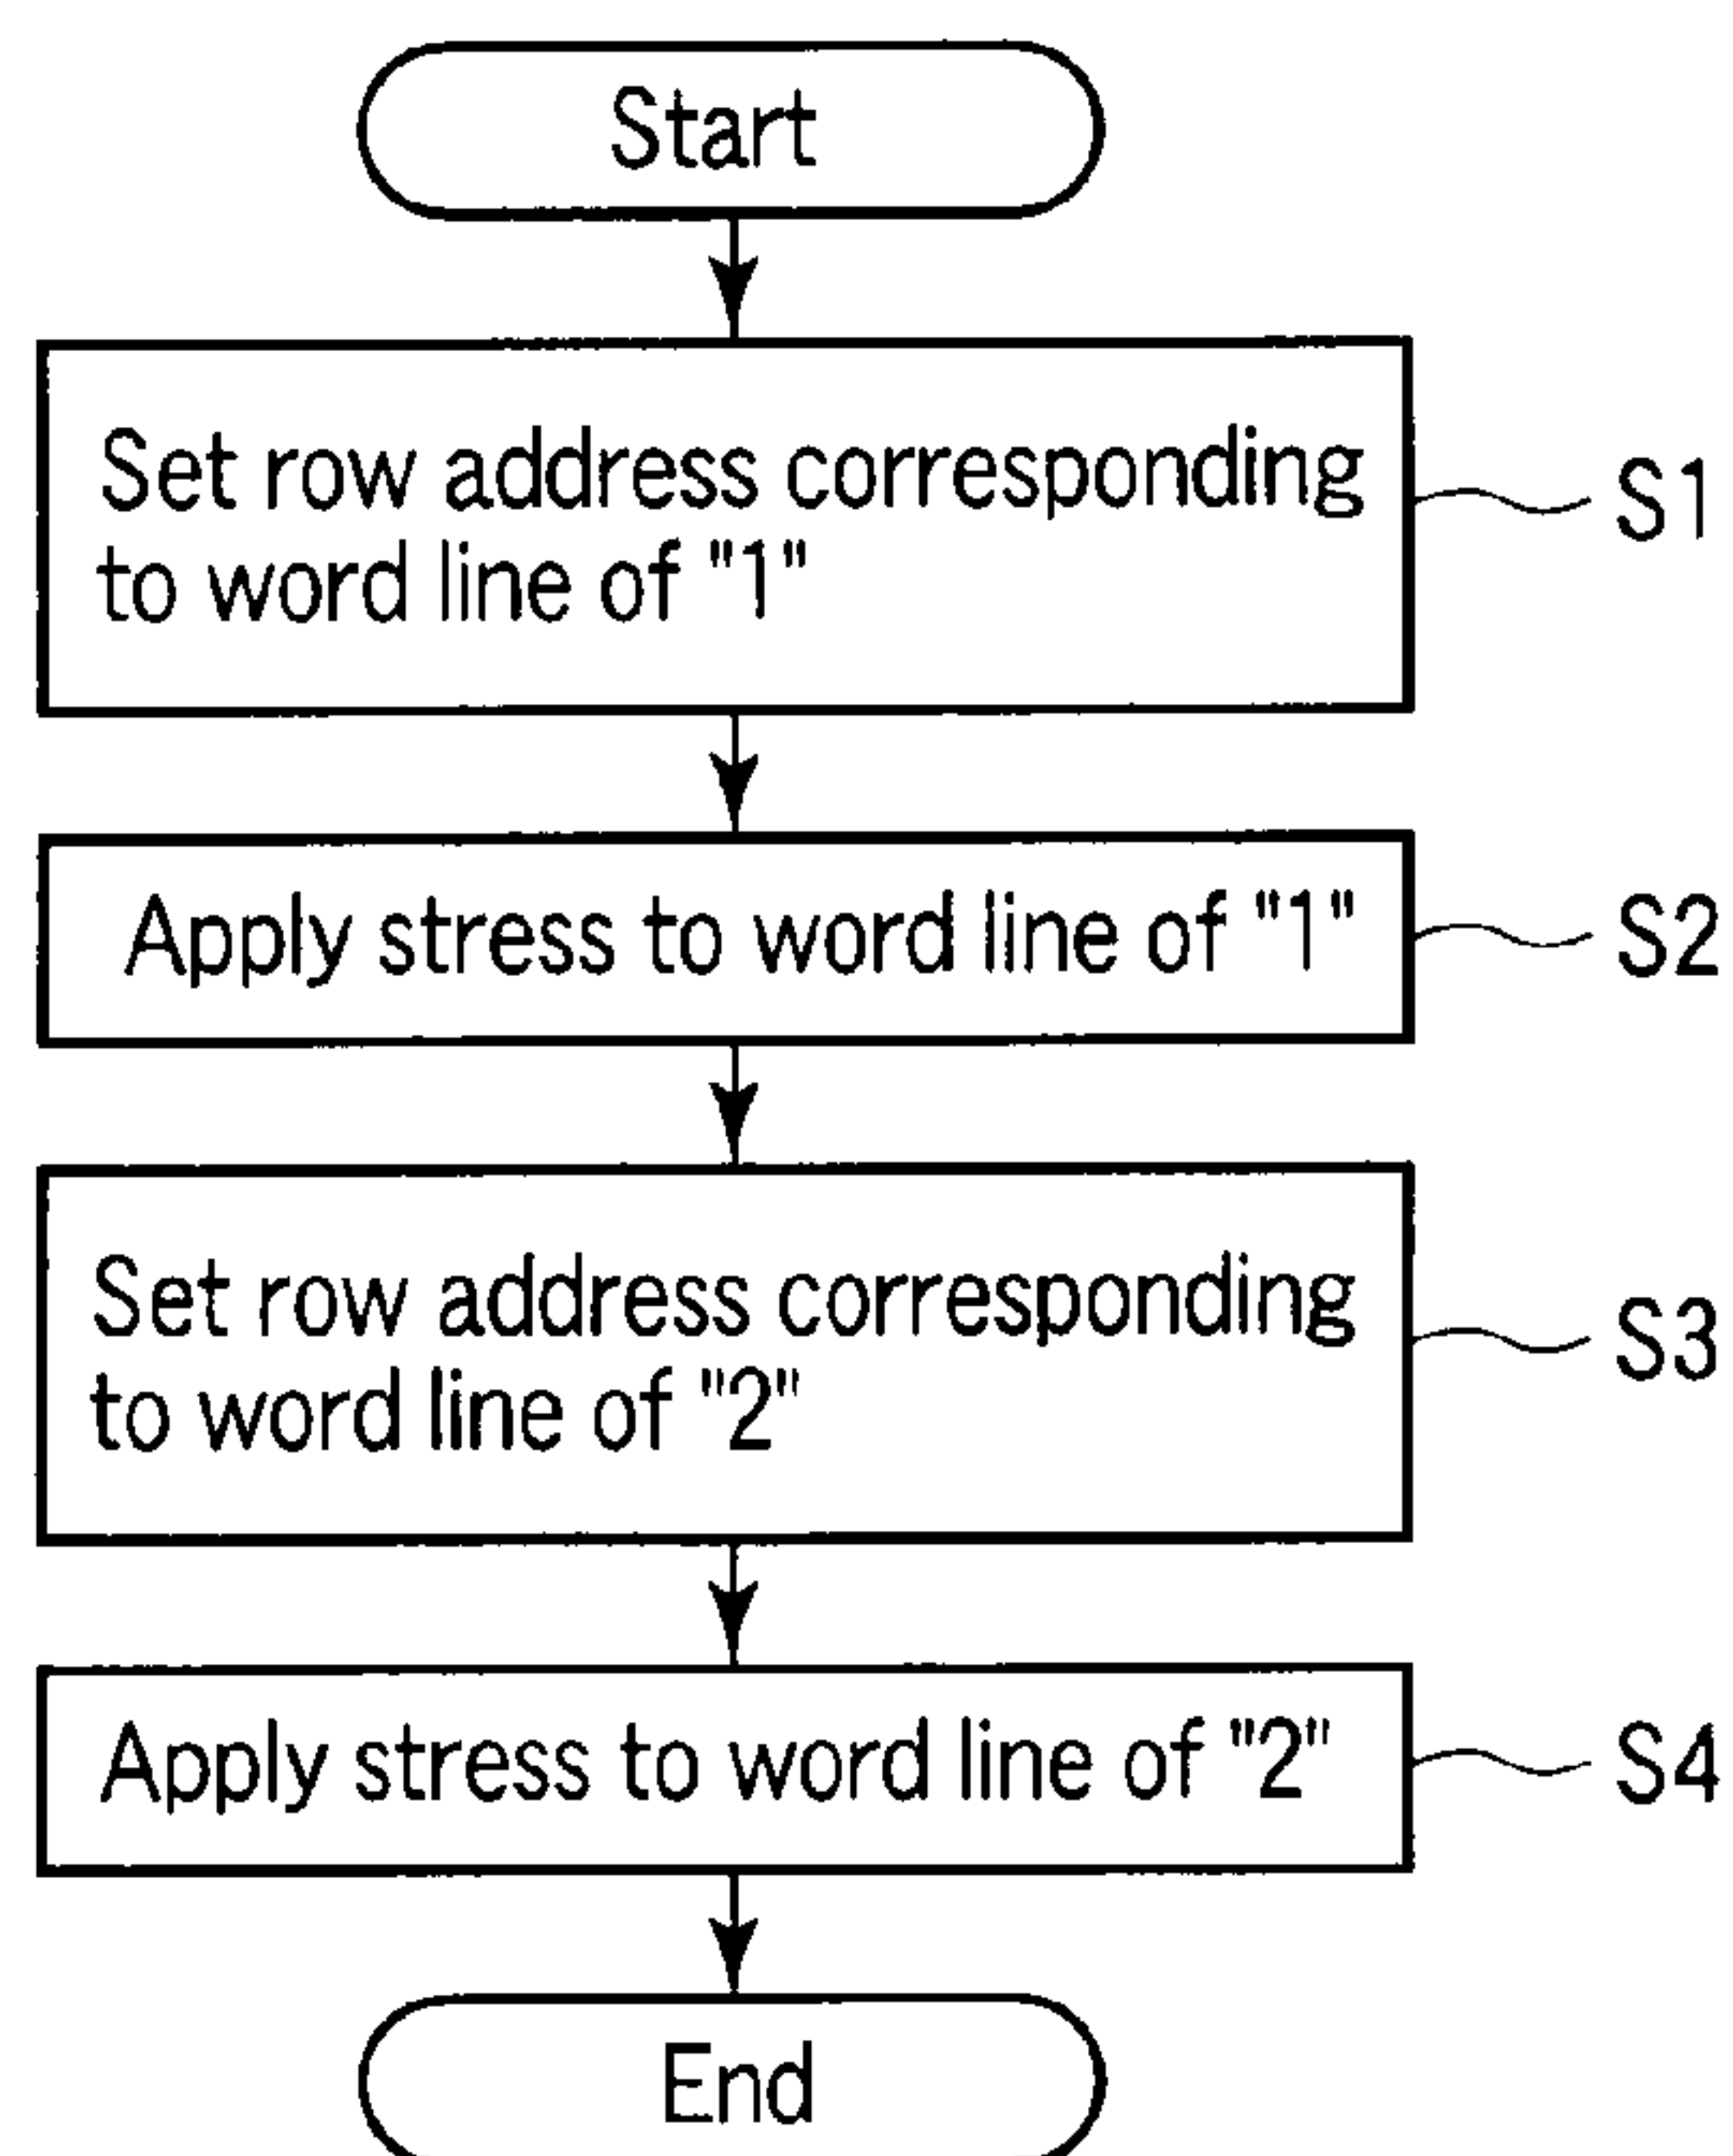 Start
Set row address corresponding
to word line of "1"
S1
Apply stress to word line of "1"
S2
Set row address corresponding
to word line of "2"
S3
Apply stress to word line of "2"
S4
End